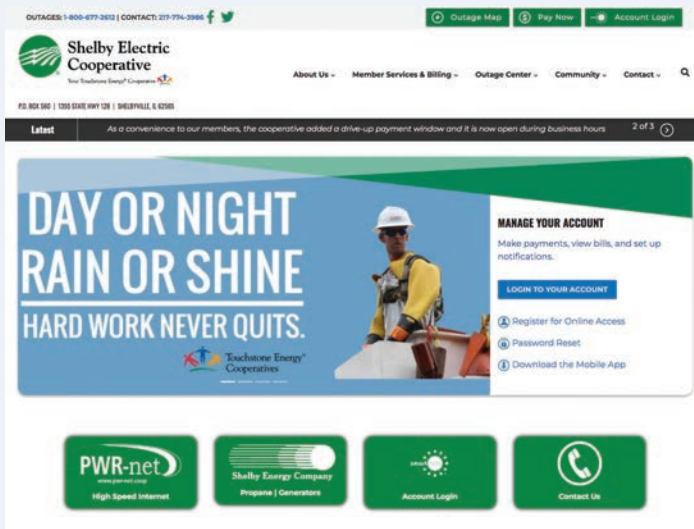 OUTAGES: 1-800-677-2612 | CONTACT: 217-774-3986
Outage Map
Pay Now
Account Login
Shelby Electric
Cooperative
Your Touchstone Energy® Cooperative
About Us
Member Services & Billing
Outage Center
Community
Contact
P.O. BOX 560 | 1355 STATE HWY 128 | SHELBYVILLE, IL 62565
Latest
As a convenience to our members, the cooperative added a drive-up payment window and it is now open during business hours
2 of 3
DAY OR NIGHT
RAIN OR SHINE
HARD WORK NEVER QUITS.
Touchstone Energy®
Cooperatives
MANAGE YOUR ACCOUNT
Make payments, view bills, and set up
notifications.
LOGIN TO YOUR ACCOUNT
Register for Online Access
Password Reset
Download the Mobile App
PWR-net
www.pwr-net.coop
High Speed Internet
Shelby Energy Company
Propane | Generators
Account Login
Contact Us